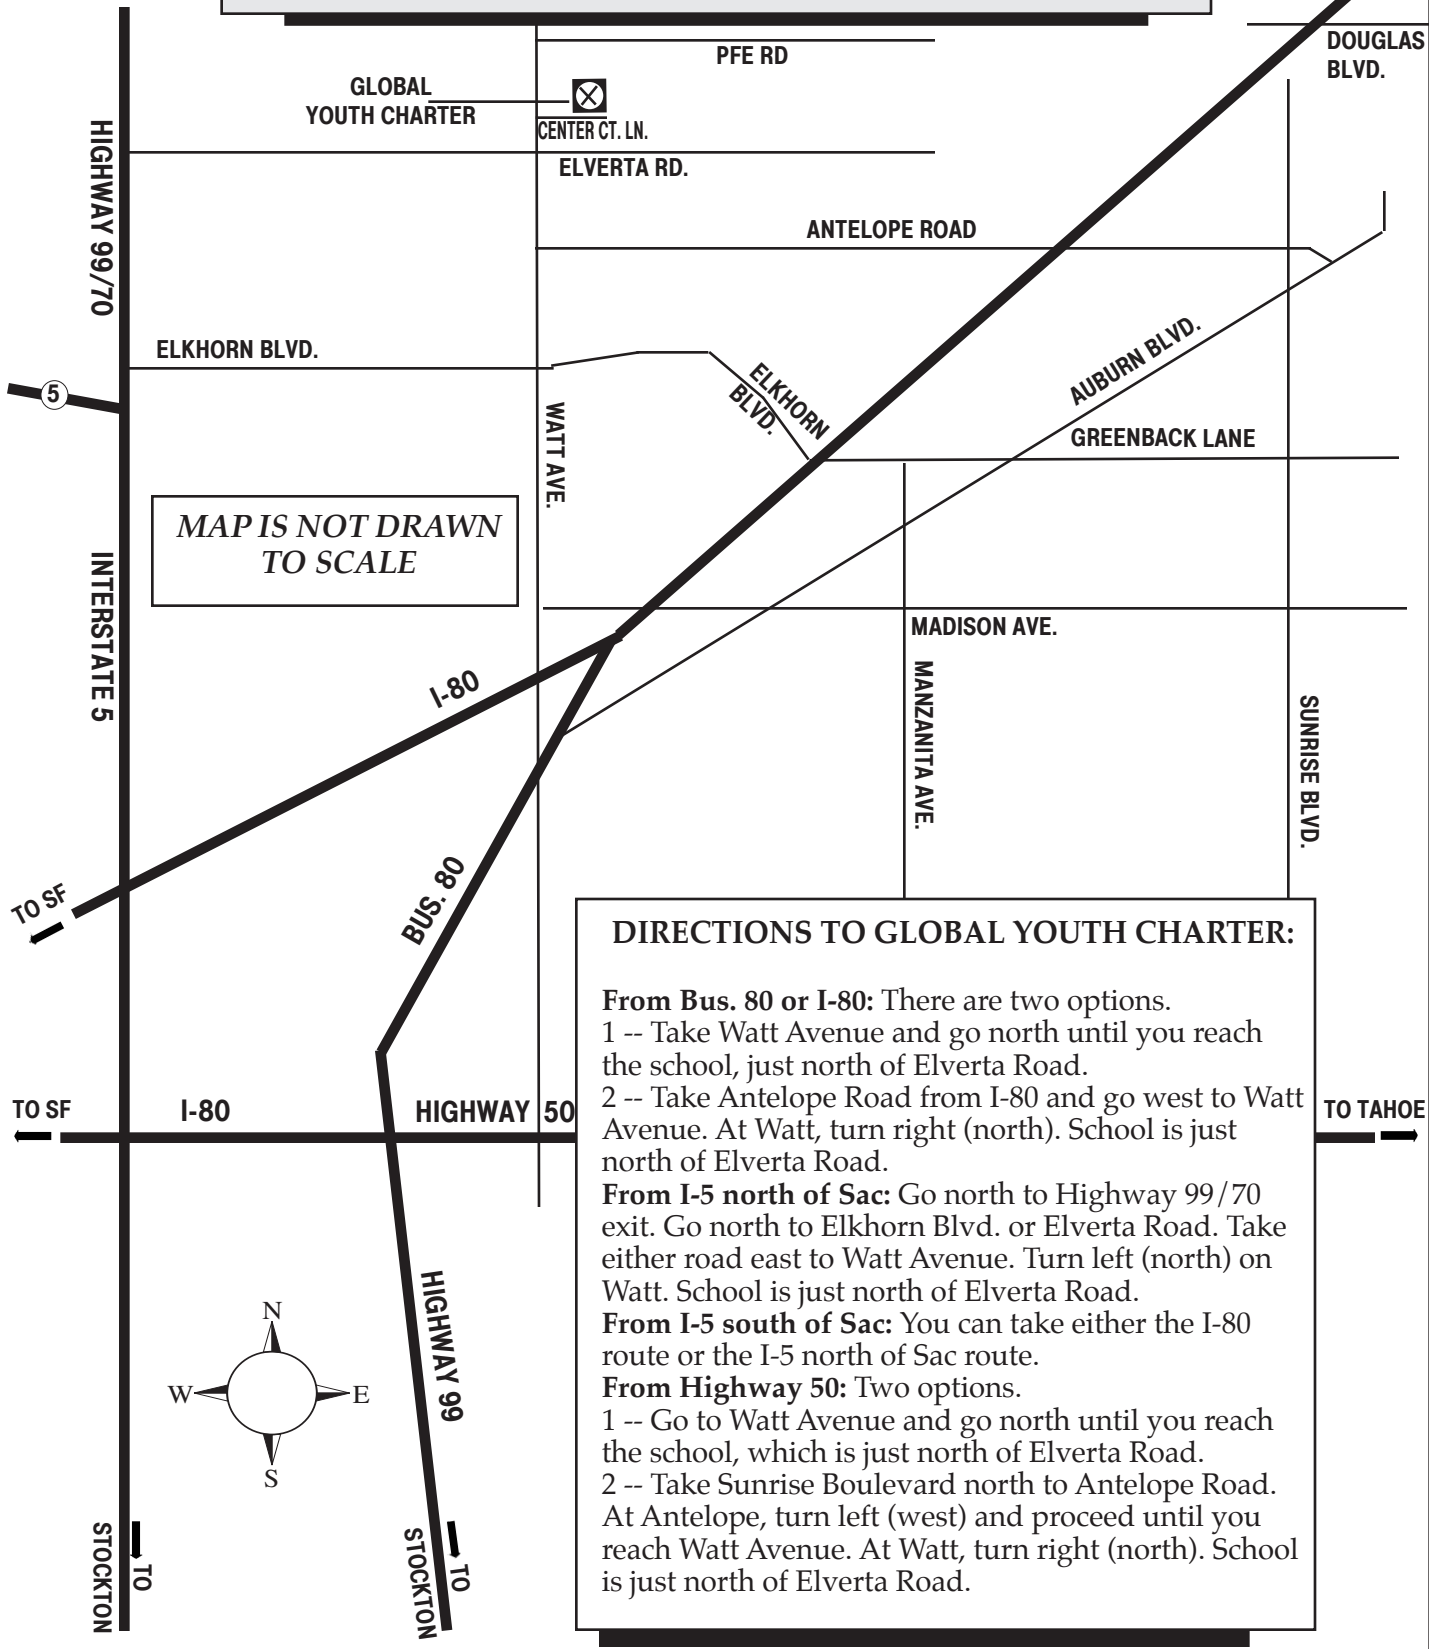 PFE RD
DOUGLAS
BLVD.
GLOBAL
YOUTH CHARTER
CENTER CT. LN.
ELVERTA RD.
HIGHWAY 99/70
ANTELOPE ROAD
ELKHORN BLVD.
ELKHORN
BLVD.
AUBURN BLVD.
5
WATT AVE.
GREENBACK LANE
MAP IS NOT DRAWN
TO SCALE
INTERSTATE 5
MADISON AVE.
I-80
MANZANITA AVE.
SUNRISE BLVD.
TO SF
BUS. 80
TO SF
I-80
HIGHWAY 50
TO TAHOE
DIRECTIONS TO GLOBAL YOUTH CHARTER:
From Bus. 80 or I-80: There are two options.
1 -- Take Watt Avenue and go north until you reach
the school, just north of Elverta Road.
2 -- Take Antelope Road from I-80 and go west to Watt
Avenue. At Watt, turn right (north). School is just
north of Elverta Road.
From I-5 north of Sac: Go north to Highway 99/70
exit. Go north to Elkhorn Blvd. or Elverta Road. Take
either road east to Watt Avenue. Turn left (north) on
Watt. School is just north of Elverta Road.
From I-5 south of Sac: You can take either the I-80
route or the I-5 north of Sac route.
From Highway 50: Two options.
1 -- Go to Watt Avenue and go north until you reach
the school, which is just north of Elverta Road.
2 -- Take Sunrise Boulevard north to Antelope Road.
At Antelope, turn left (west) and proceed until you
reach Watt Avenue. At Watt, turn right (north). School
is just north of Elverta Road.
HIGHWAY 99
N
W
E
S
TO
STOCKTON
TO
STOCKTON